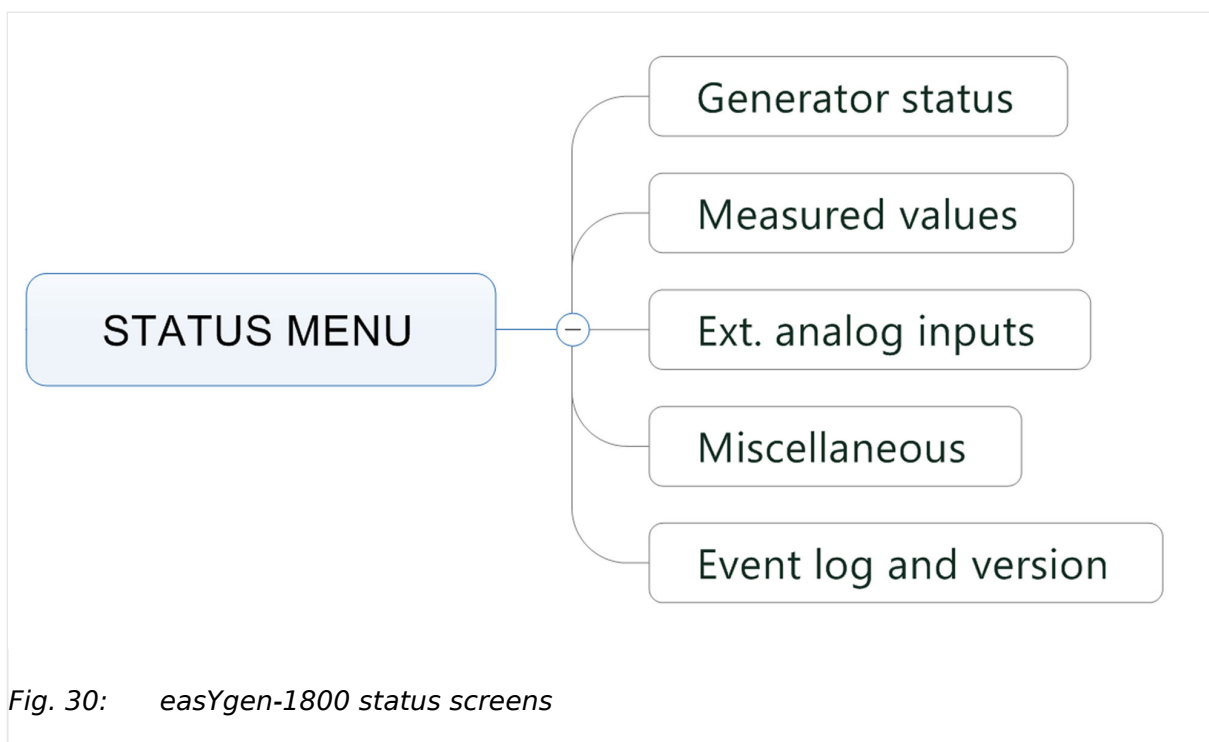 STATUS MENU
Generator status
Measured values
Ext. analog inputs
Miscellaneous
Event log and version
Fig. 30: easYgen-1800 status screens